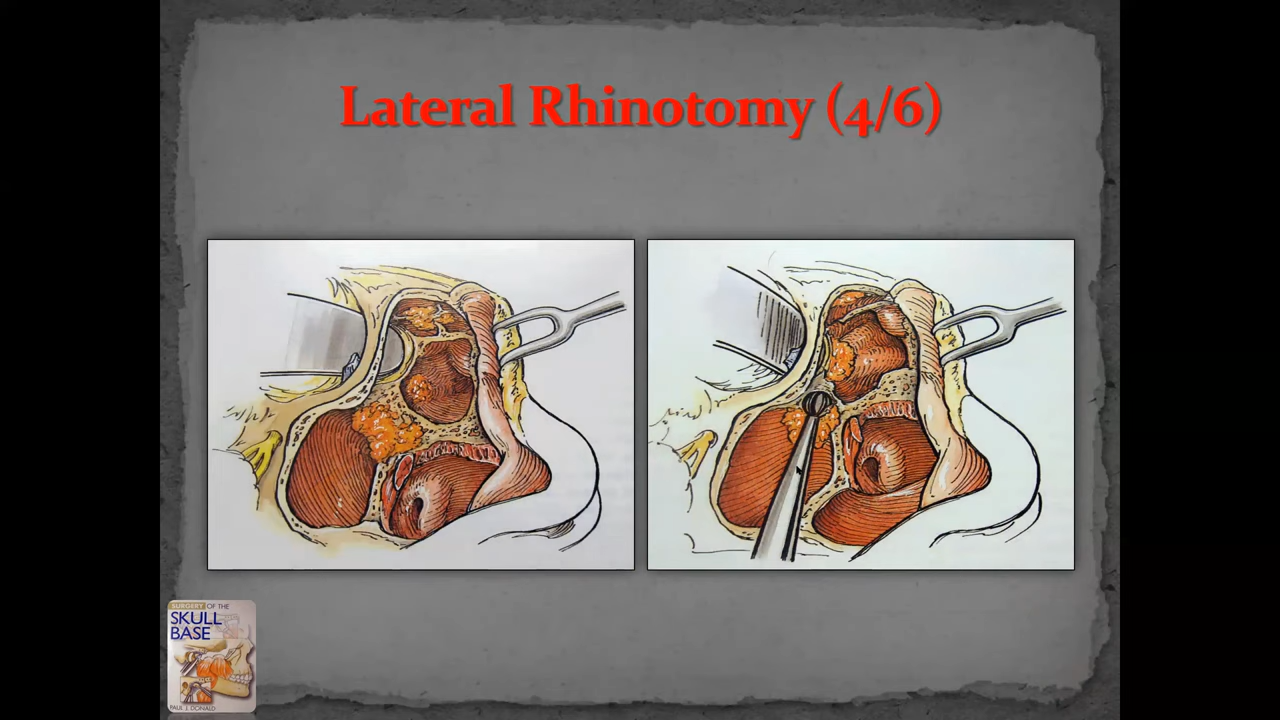 Lateral Rhinotomy (4/6)
SURGERY OF THE
SKULL
BASE
PAUL J. DONALD